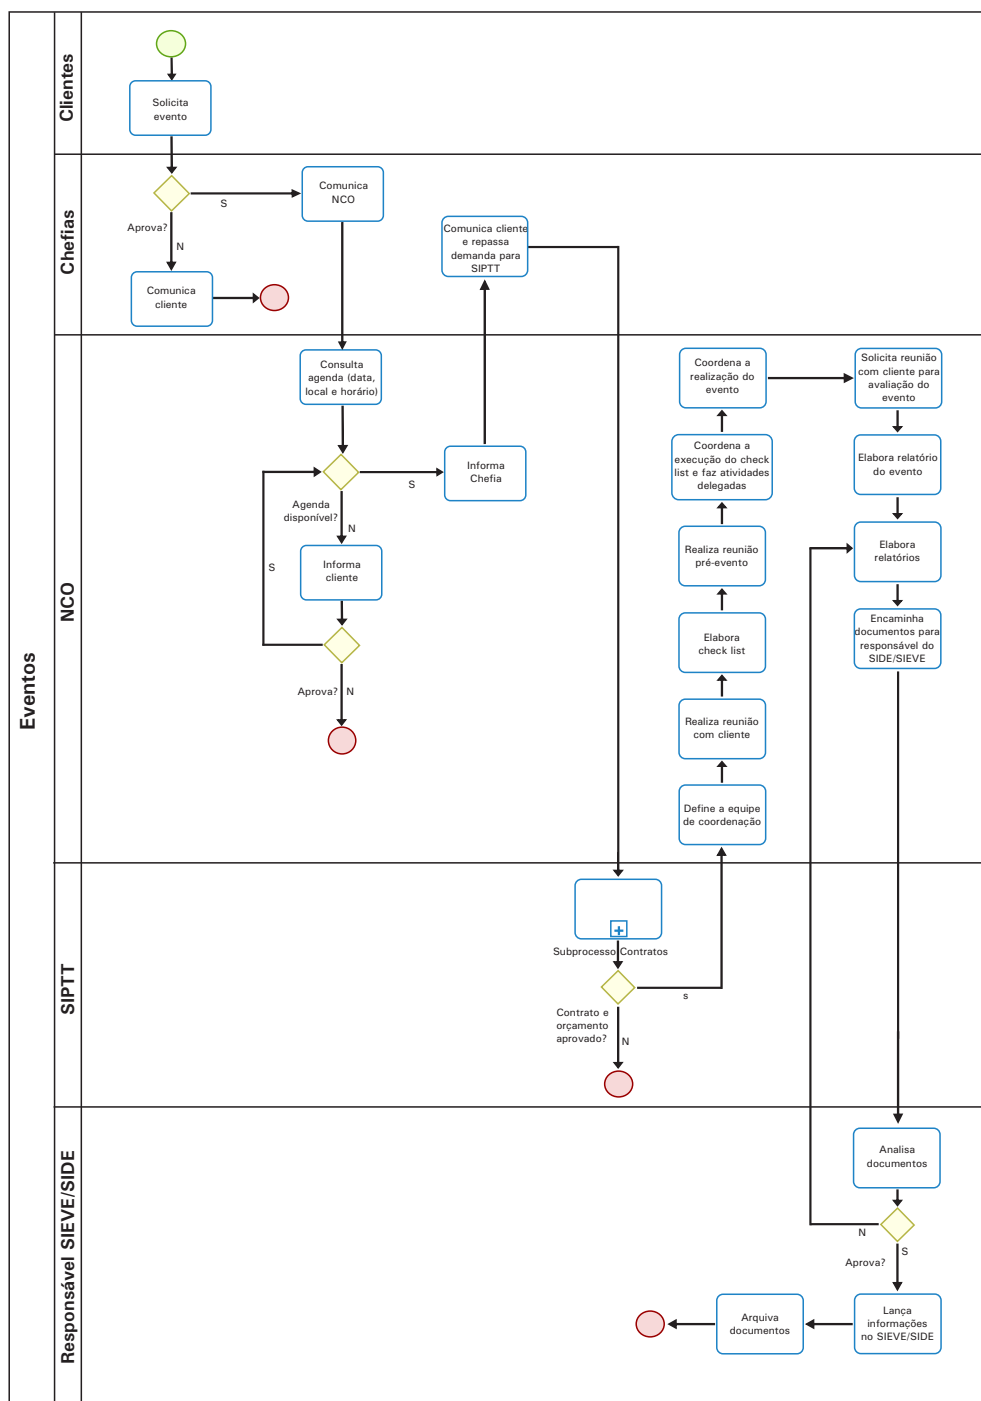 Eventos
Clientes
Solicita
evento
Chefias
Aprova?
S
N
Comunica
NCO
Comunica
cliente
Comunica cliente
e repassa
demanda para
SIPTT
NCO
Consulta
agenda (data,
local e horário)
Agenda
disponível?
S
N
Informa
Chefia
Informa
cliente
S
Aprova?
N
Coordena a
realização do
evento
Coordena a
execução do check
list e faz atividades
delegadas
Realiza reunião
pré-evento
Elabora
check list
Realiza reunião
com cliente
Define a equipe
de coordenação
Solicita reunião
com cliente para
avaliação do
evento
Elabora relatório
do evento
Elabora
relatórios
Encaminha
documentos para
responsável do
SIDE/SIEVE
SIPTT
Subprocesso Contratos
Contrato e
orçamento
aprovado?
s
N
Responsável SIEVE/SIDE
Analisa
documentos
N
S
Aprova?
Lança
informações
no SIEVE/SIDE
Arquiva
documentos